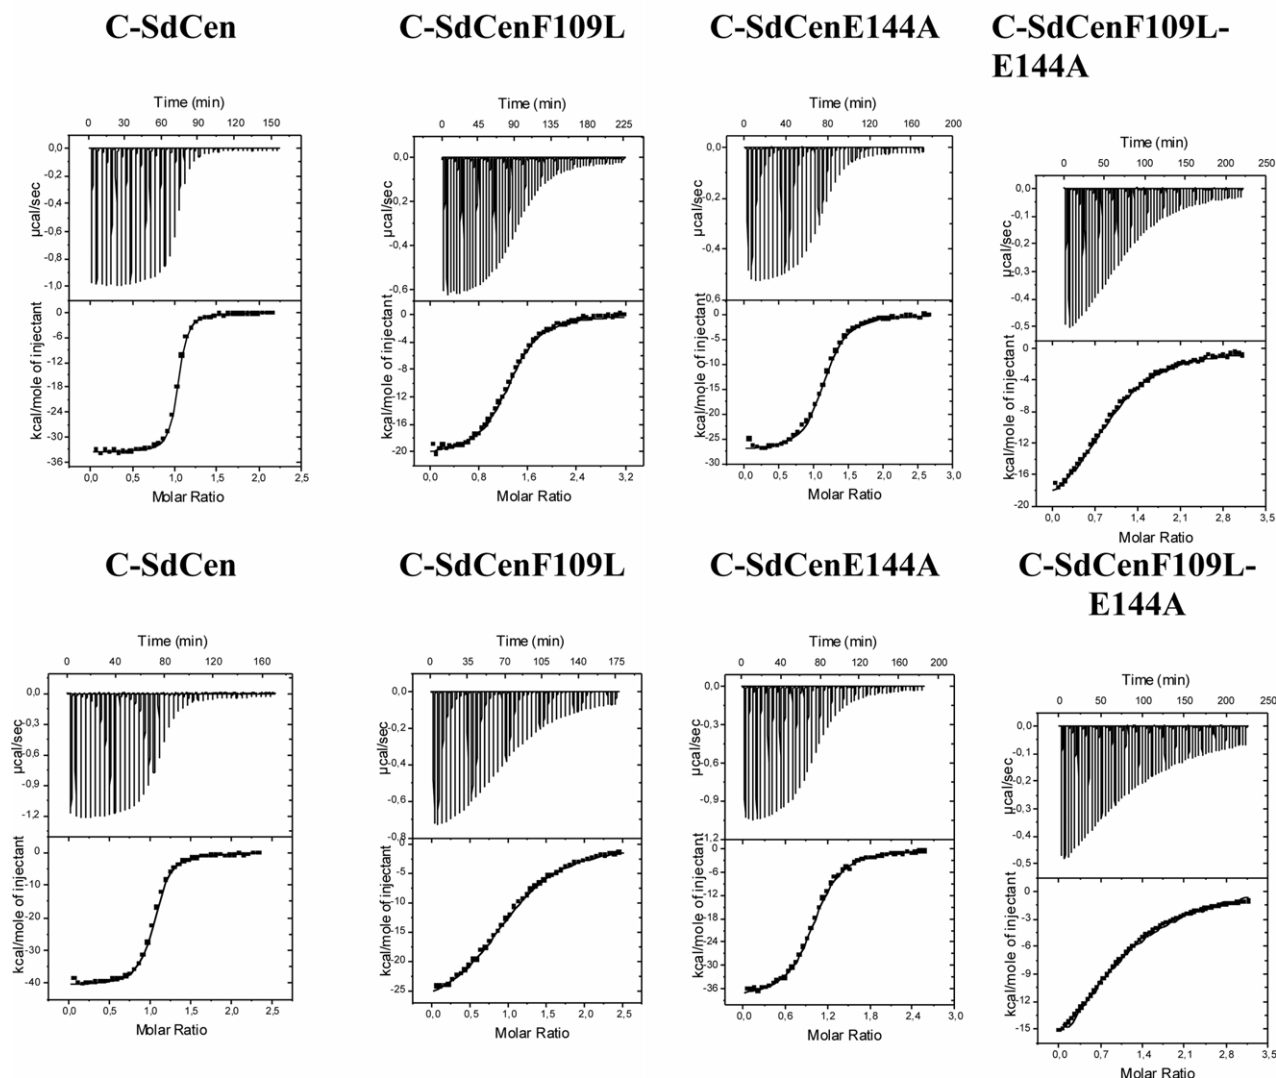 C-SdCen
C-SdCenF109L
C-SdCenE144A
C-SdCenF109L-
E144A
Time (min)
0 30 60 90 120 150
0,0
-0,2
-0,4
-0,6
-0,8
-1,0
µcal/sec
0
-6
-12
-18
-24
-30
-36
kcal/mole of injectant
0,0 0,5 1,0 1,5 2,0 2,5
Molar Ratio
Time (min)
0 45 90 135 180 225
0,0
-0,2
-0,4
-0,6
µcal/sec
0
-4
-8
-12
-16
-20
kcal/mole of injectant
0,0 0,8 1,6 2,4 3,2
Molar Ratio
Time (min)
0 40 80 120 160 200
0,0
-0,2
-0,4
0,6
µcal/sec
0
-5
-10
-15
-20
-25
-30
kcal/mole of injectant
0,0 0,6 1,2 1,8 2,4 3,0
Molar Ratio
Time (min)
0 50 100 150 200 250
0,0
-0,1
-0,2
-0,3
-0,4
-0,5
µcal/sec
0
-4
-8
-12
-16
-20
kcal/mole of injectant
0,0 0,7 1,4 2,1 2,8 3,5
Molar Ratio
C-SdCen
C-SdCenF109L
C-SdCenE144A
C-SdCenF109L-
E144A
Time (min)
0 40 80 120 160
0,0
-0,3
-0,6
-0,9
-1,2
µcal/sec
0
-10
-20
-30
-40
kcal/mole of injectant
0,0 0,5 1,0 1,5 2,0 2,5
Molar Ratio
Time (min)
0 35 70 105 140 175
0,0
-0,2
-0,4
-0,6
-0,8
µcal/sec
0
-5
-10
-15
-20
-25
kcal/mole of injectant
0,0 0,5 1,0 1,5 2,0 2,5
Molar Ratio
Time (min)
0 40 80 120 160 200
0,0
-0,3
-0,6
-0,9
1,2
µcal/sec
0
-6
-12
-18
-24
-30
-36
kcal/mole of injectant
0,0 0,6 1,2 1,8 2,4 3,0
Molar Ratio
Time (min)
0 50 100 150 200 250
0,0
-0,1
-0,2
-0,3
-0,4
-0,5
µcal/sec
0
-3
-6
-9
-12
-15
kcal/mole of injectant
0,0 0,7 1,4 2,1 2,8 3,5
Molar Ratio